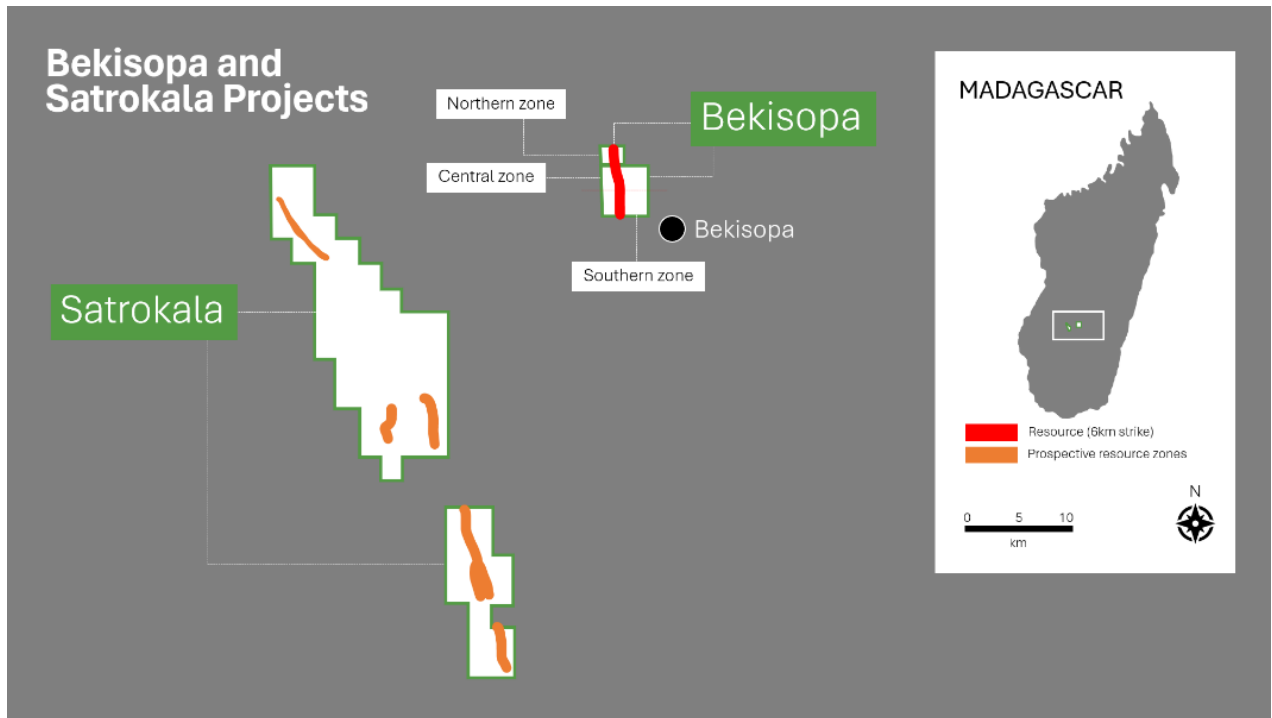 Bekisopa and
Satrokala Projects
Northern zone
Bekisopa
Central zone
Bekisopa
Southern zone
Satrokala
MADAGASCAR
Resource (6km strike)
Prospective resource zones
N
0 5 10
km